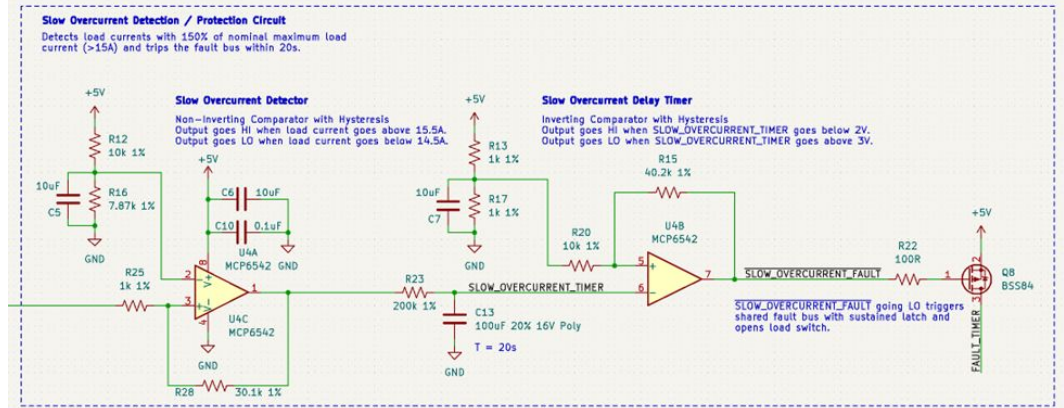 Slow Overcurrent Detection / Protection Circuit
Detects load currents with 150% of nominal maximum load
current (>15A) and trips the fault bus within 20s.
Slow Overcurrent Detector
Non-Inverting Comparator with Hysteresis
Output goes HI when load current goes above 15.5A.
Output goes LO when load current goes below 14.5A.
Slow Overcurrent Delay Timer
Inverting Comparator with Hysteresis
Output goes HI when SLOW_OVERCURRENT_TIMER goes below 2V.
Output goes LO when SLOW_OVERCURRENT_TIMER goes above 3V.
+5V
R12
10k 1%
10uF
C5
R16
7.87k 1%
GND
+5V
C6 10uF
C10 0.1uF
U4A
MCP6542
GND
8
V+
V-
4
2
-
3
+
1
U4C
MCP6542
GND
R25
1k 1%
R28 30.1k 1%
R23
200k 1%
SLOW_OVERCURRENT_TIMER
C13
100uF 20% 16V Poly
T = 20s
GND
+5V
R13
1k 1%
10uF
C7
R17
1k 1%
GND
R20
10k 1%
R15
40.2k 1%
U4B
MCP6542
5
+
6
-
7
SLOW_OVERCURRENT_FAULT
SLOW_OVERCURRENT_FAULT going LO triggers
shared fault bus with sustained latch and
opens load switch.
R22
100R
+5V
1
2
3
Q8
BSS84
FAULT_TIMER